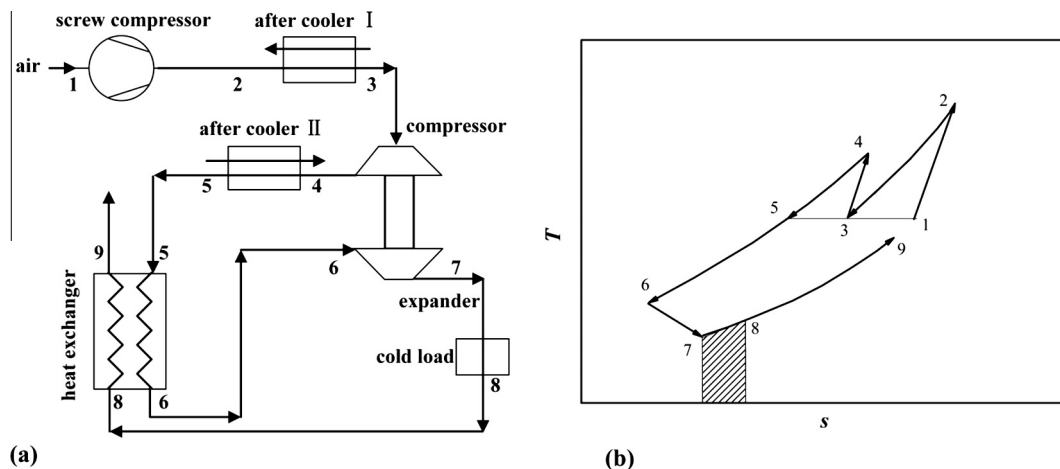 screw compressor
after cooler Ⅰ
air
1
2
3
after cooler Ⅱ
compressor
5
4
9
5
6
7
expander
heat exchanger
cold load
8
8
6
(a)
T
2
4
5
3
1
9
6
7
8
s
(b)